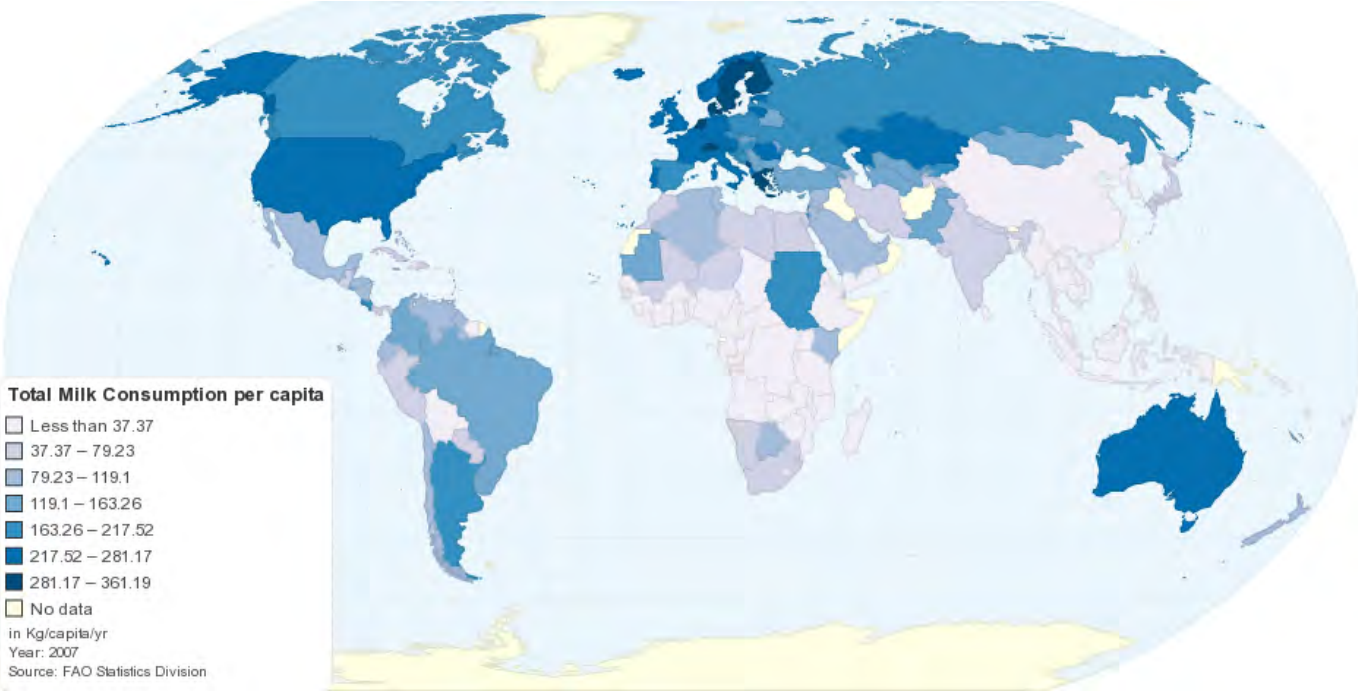 Total Milk Consumption per capita
Less than 37.37
37.37 – 79.23
79.23 – 119.1
119.1 – 163.26
163.26 – 217.52
217.52 – 281.17
281.17 – 361.19
No data
in Kg/capita/yr
Year: 2007
Source: FAO Statistics Division